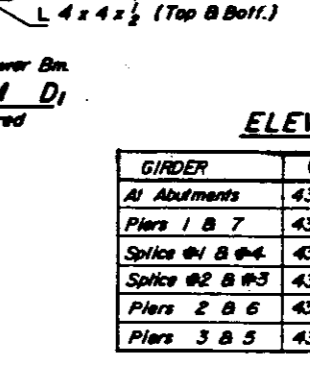 L 4 x 4 x ½ (Top & Bott.)
Bm.
D₁
GIRDER
At Abutments
Piers 1 & 7
Splice #1 & #4
Splice #2 & #3
Piers 2 & 6
Piers 3 & 5